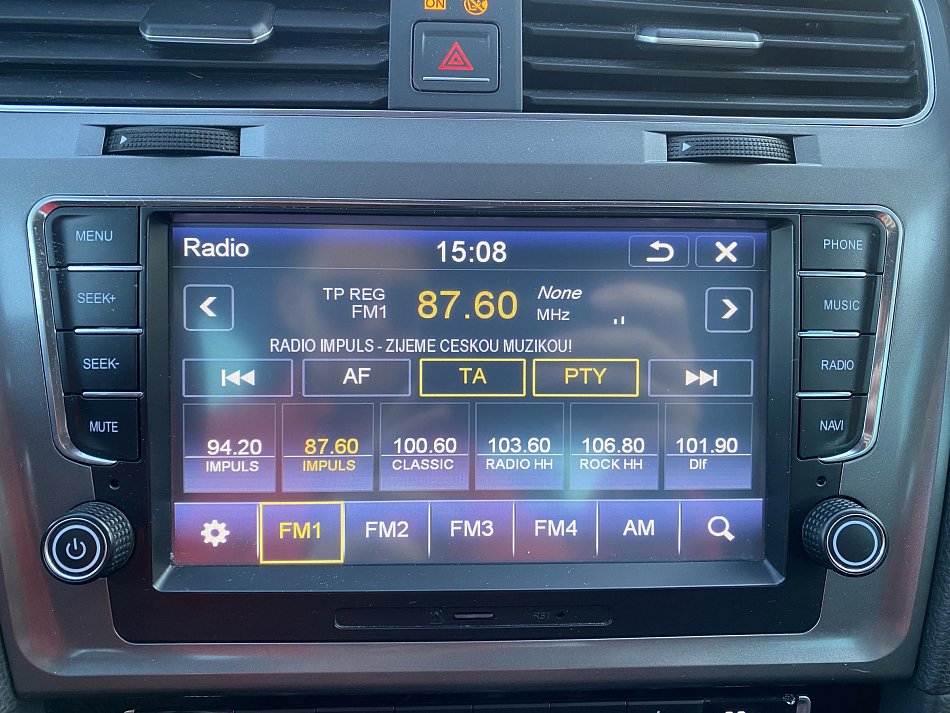 ON
MENU
SEEK+
SEEK-
MUTE
Radio 15:08
TP REG 87.60 None
FM1 MHz
RADIO IMPULS - ZIJEME CESKOU MUZIKOU!
AF TA PTY
94.20 87.60 100.60 103.60 106.80 101.90
IMPULS IMPULS CLASSIC RADIO HH ROCK HH DIf
FM1 FM2 FM3 FM4 AM
PHONE
MUSIC
RADIO
NAVI
RST